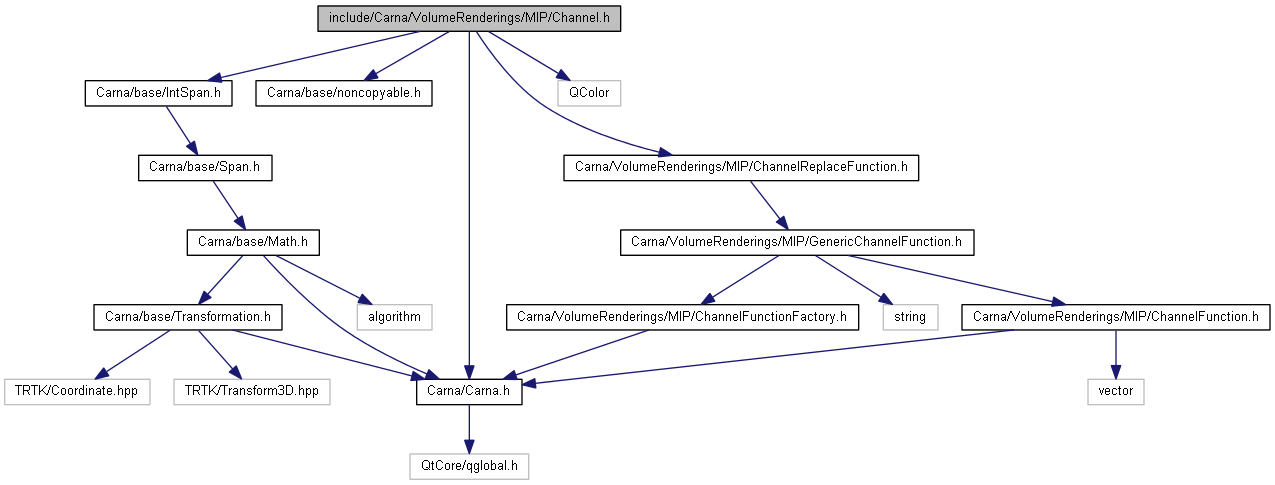 include/Carna/VolumeRenderings/MIP/Channel.h
Carna/base/IntSpan.h
Carna/base/noncopyable.h
QColor
Carna/base/Span.h
Carna/VolumeRenderings/MIP/ChannelReplaceFunction.h
Carna/base/Math.h
Carna/VolumeRenderings/MIP/GenericChannelFunction.h
Carna/base/Transformation.h
algorithm
Carna/VolumeRenderings/MIP/ChannelFunctionFactory.h
string
Carna/VolumeRenderings/MIP/ChannelFunction.h
TRTK/Coordinate.hpp
TRTK/Transform3D.hpp
Carna/Carna.h
vector
QtCore/qglobal.h